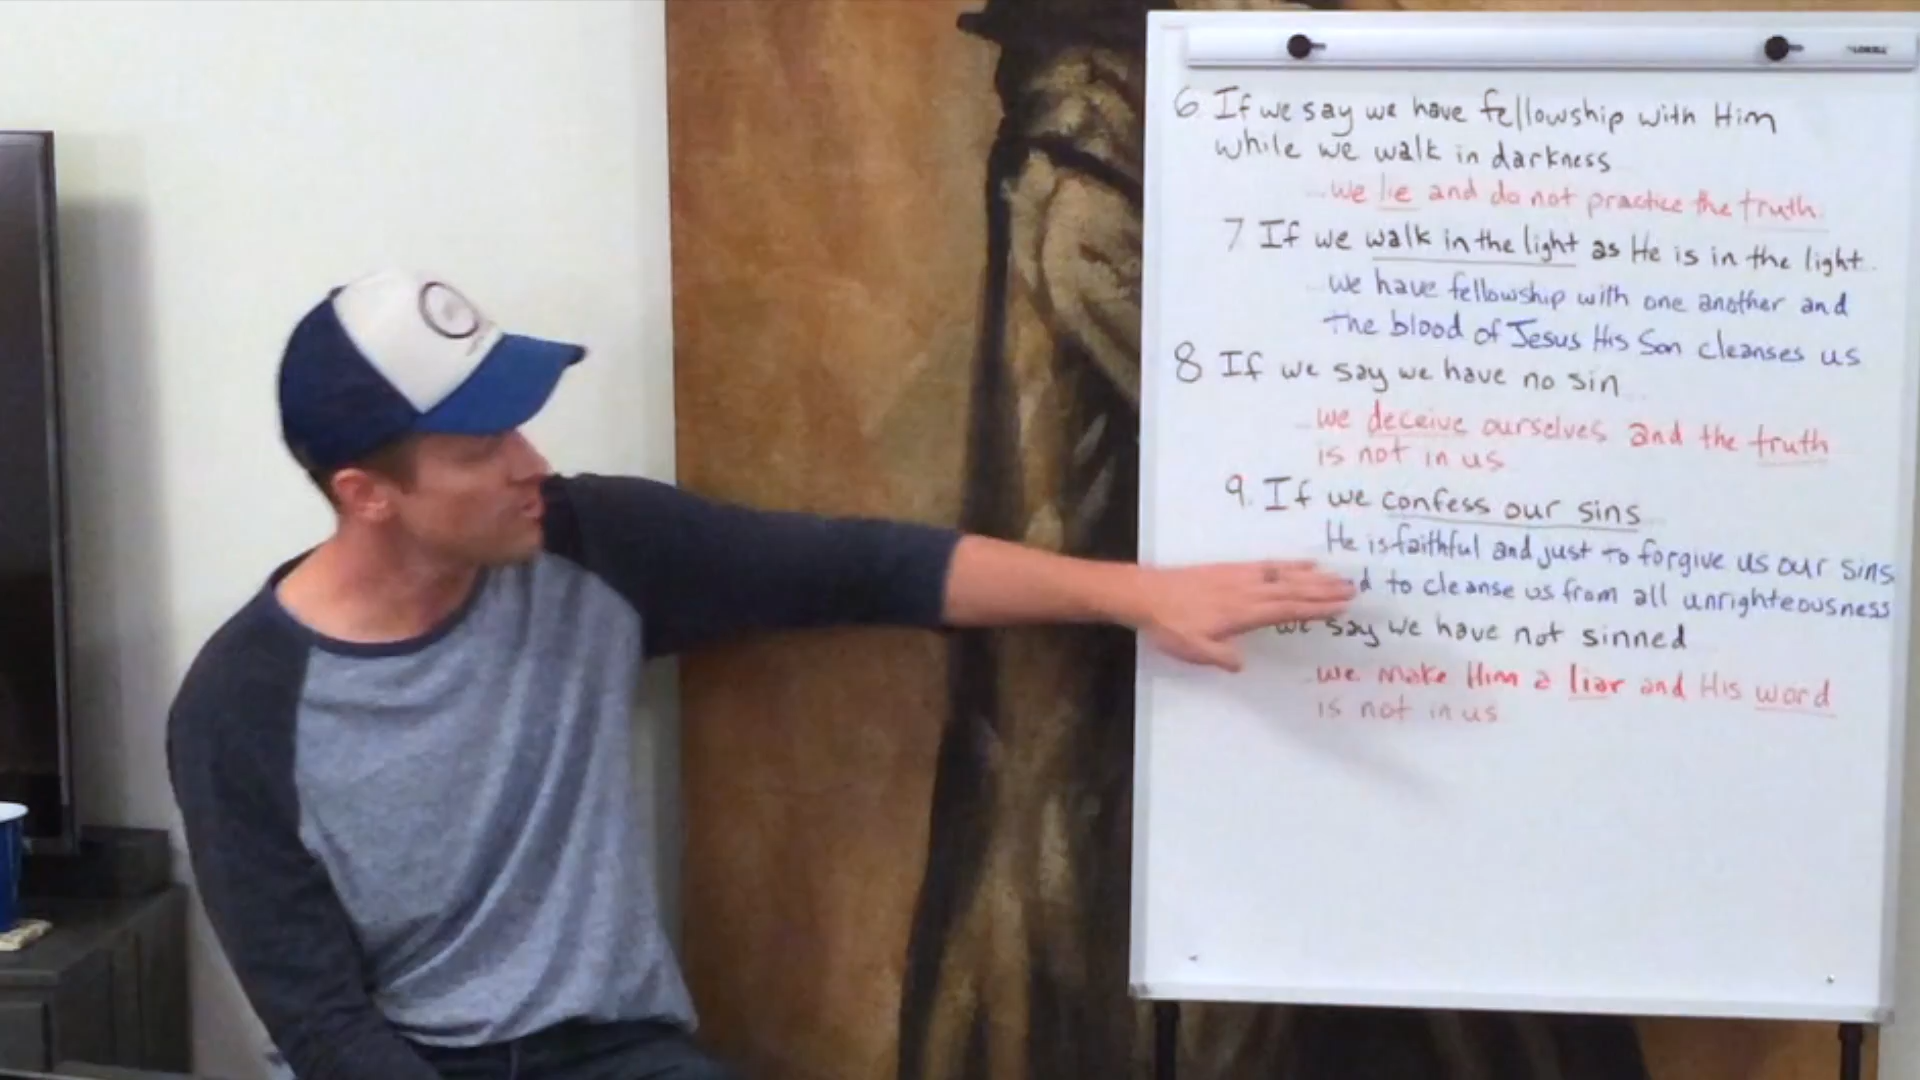 6 If we say we have fellowship with Him
while we walk in darkness
...we lie and do not practice the truth.
7 If we walk in the light as He is in the light...
...we have fellowship with one another and
the blood of Jesus His Son cleanses us
8 If we say we have no sin...
...we deceive ourselves and the truth
is not in us
9. If we confess our sins...
He is faithful and just to forgive us our sins
to cleanse us from all unrighteousness
we say we have not sinned
...we make Him a liar and His word
is not in us